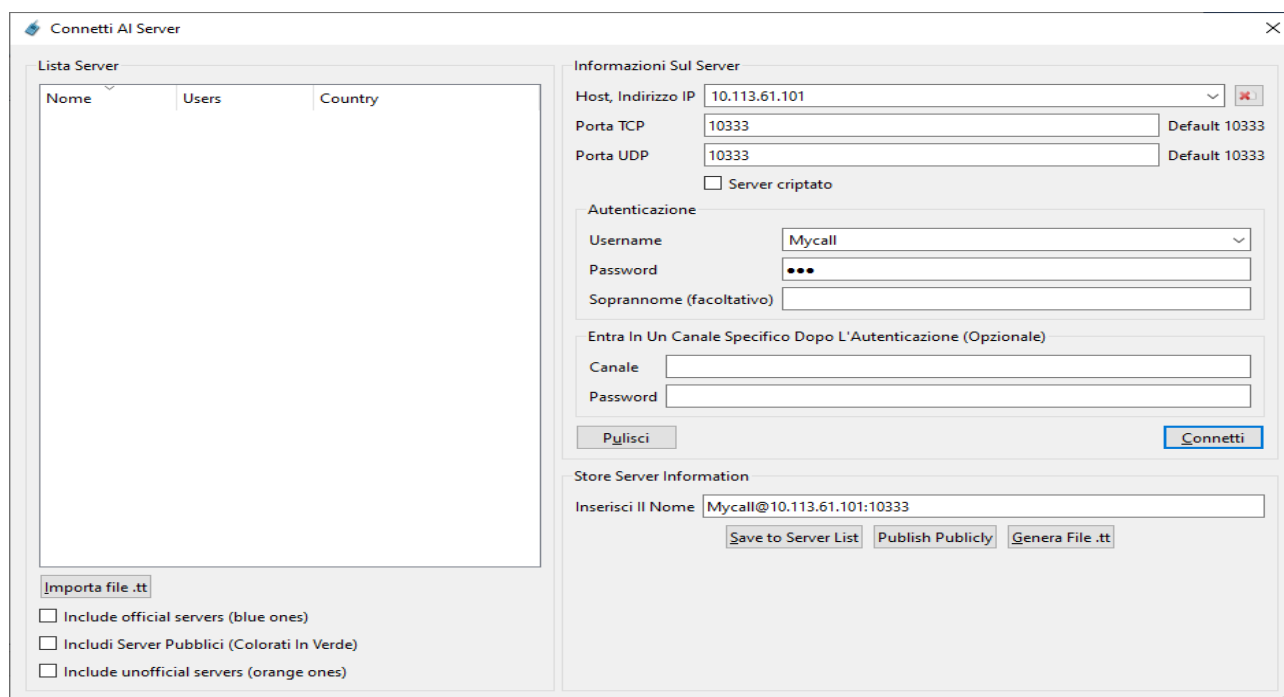 Connetti Al Server
Lista Server
Nome Users Country
Importa file .tt
Include official servers (blue ones)
Includi Server Pubblici (Colorati In Verde)
Include unofficial servers (orange ones)
Informazioni Sul Server
Host, Indirizzo IP 10.113.61.101
Porta TCP 10333 Default 10333
Porta UDP 10333 Default 10333
Server criptato
Autenticazione
Username Mycall
Password ●●●
Soprannome (facoltativo)
Entra In Un Canale Specifico Dopo L'Autenticazione (Opzionale)
Canale
Password
Pulisci Connetti
Store Server Information
Inserisci Il Nome Mycall@10.113.61.101:10333
Save to Server List Publish Publicly Genera File .tt